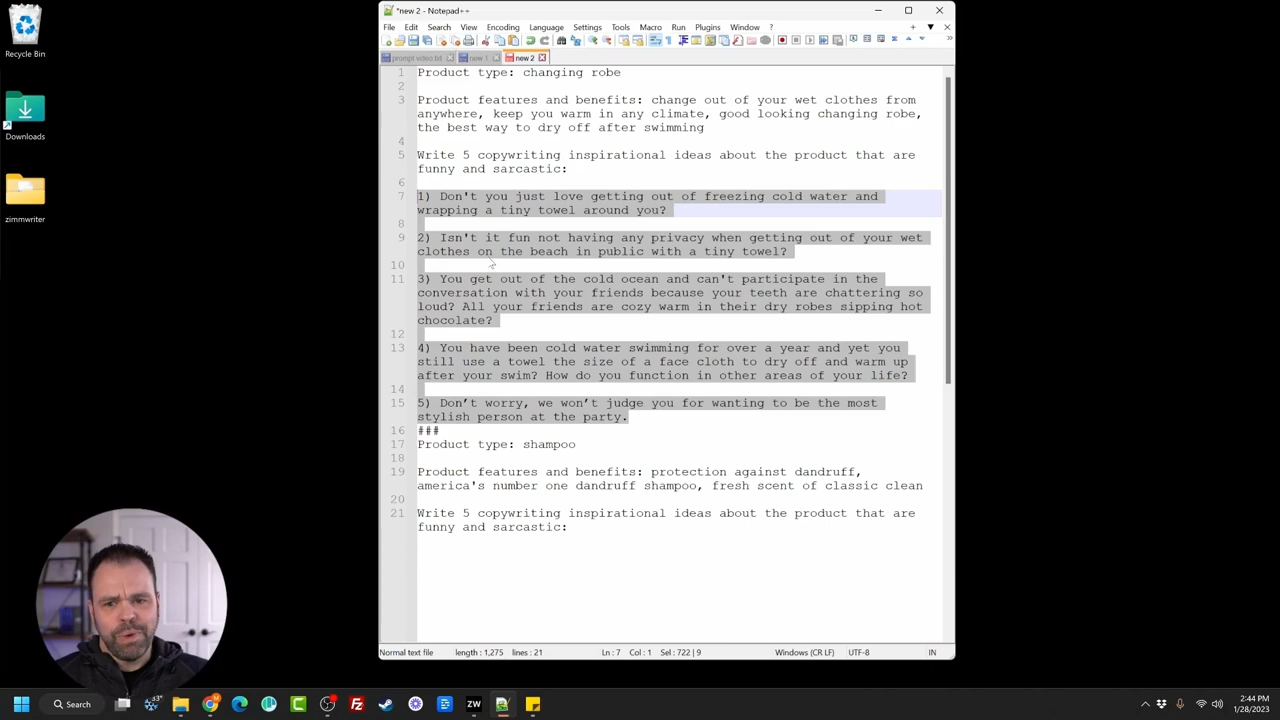 *new 2 - Notepad++
File Edit Search View Encoding Language Settings Tools Macro Run Plugins Window ?
prompt video.txt new 1 new 2
Recycle Bin
Downloads
zimmwriter
1 Product type: changing robe
2
3 Product features and benefits: change out of your wet clothes from
anywhere, keep you warm in any climate, good looking changing robe,
the best way to dry off after swimming
4
5 Write 5 copywriting inspirational ideas about the product that are
funny and sarcastic:
6
7 1) Don't you just love getting out of freezing cold water and
wrapping a tiny towel around you?
8
9 2) Isn't it fun not having any privacy when getting out of your wet
clothes on the beach in public with a tiny towel?
10
11 3) You get out of the cold ocean and can't participate in the
conversation with your friends because your teeth are chattering so
loud? All your friends are cozy warm in their dry robes sipping hot
chocolate?
12
13 4) You have been cold water swimming for over a year and yet you
still use a towel the size of a face cloth to dry off and warm up
after your swim? How do you function in other areas of your life?
14
15 5) Don’t worry, we won’t judge you for wanting to be the most
stylish person at the party.
16 ###
17 Product type: shampoo
18
19 Product features and benefits: protection against dandruff,
america's number one dandruff shampoo, fresh scent of classic clean
20
21 Write 5 copywriting inspirational ideas about the product that are
funny and sarcastic:
Normal text file length : 1,275 lines : 21 Ln : 7 Col : 1 Sel : 722 | 9 Windows (CR LF) UTF-8 IN
Search 33° ZW 2:44 PM
1/28/2023